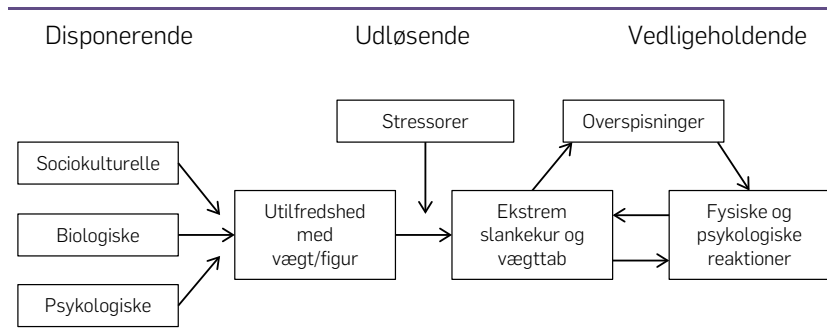 Disponerende
Udløsende
Vedligeholdende
Stressorer
Overspisninger
Sociokulturelle
Biologiske
Psykologiske
Utilfredshed
med
vægt/figur
Ekstrem
slankekur og
vægttab
Fysiske og
psykologiske
reaktioner